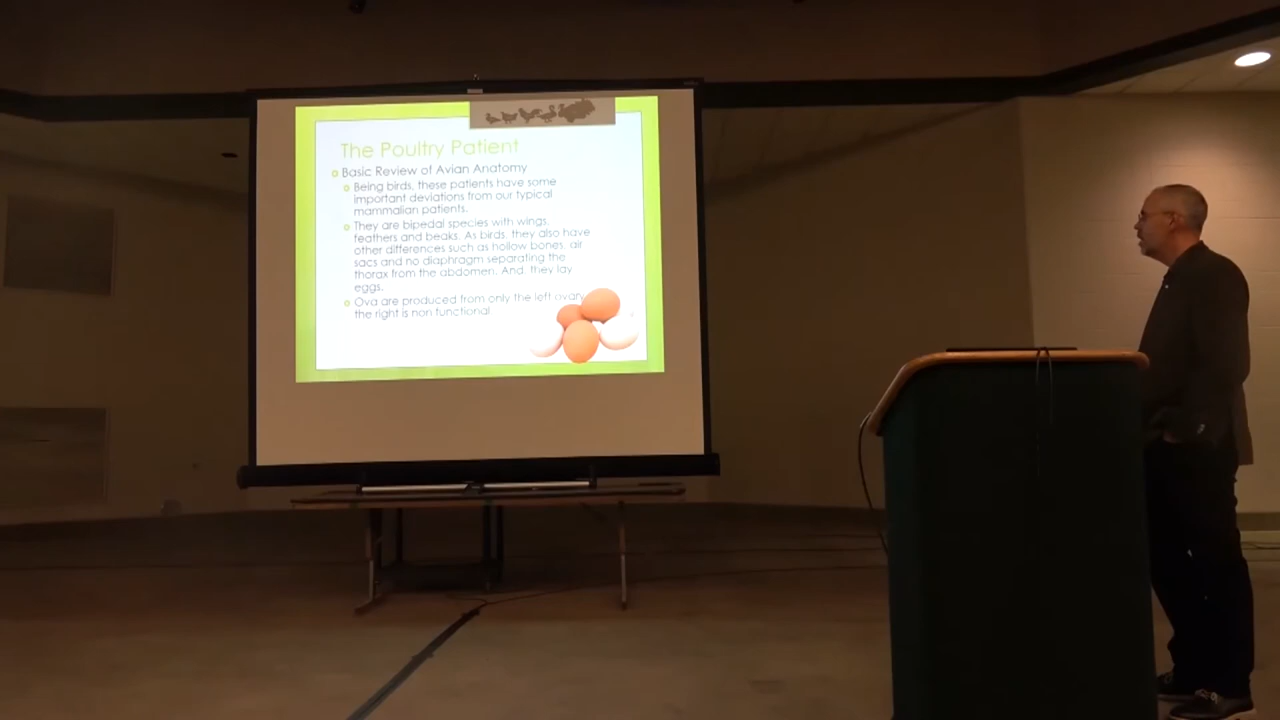 The Poultry Patient
Basic Review of Avian Anatomy
Being birds, these patients have some
important deviations from our typical
mammalian patients.
They are bipedal species with wings,
feathers and beaks. As birds, they also have
other differences such as hollow bones, air
sacs and no diaphragm separating the
thorax from the abdomen. And, they lay
eggs.
Ova are produced from only the left ovary
the right is non functional